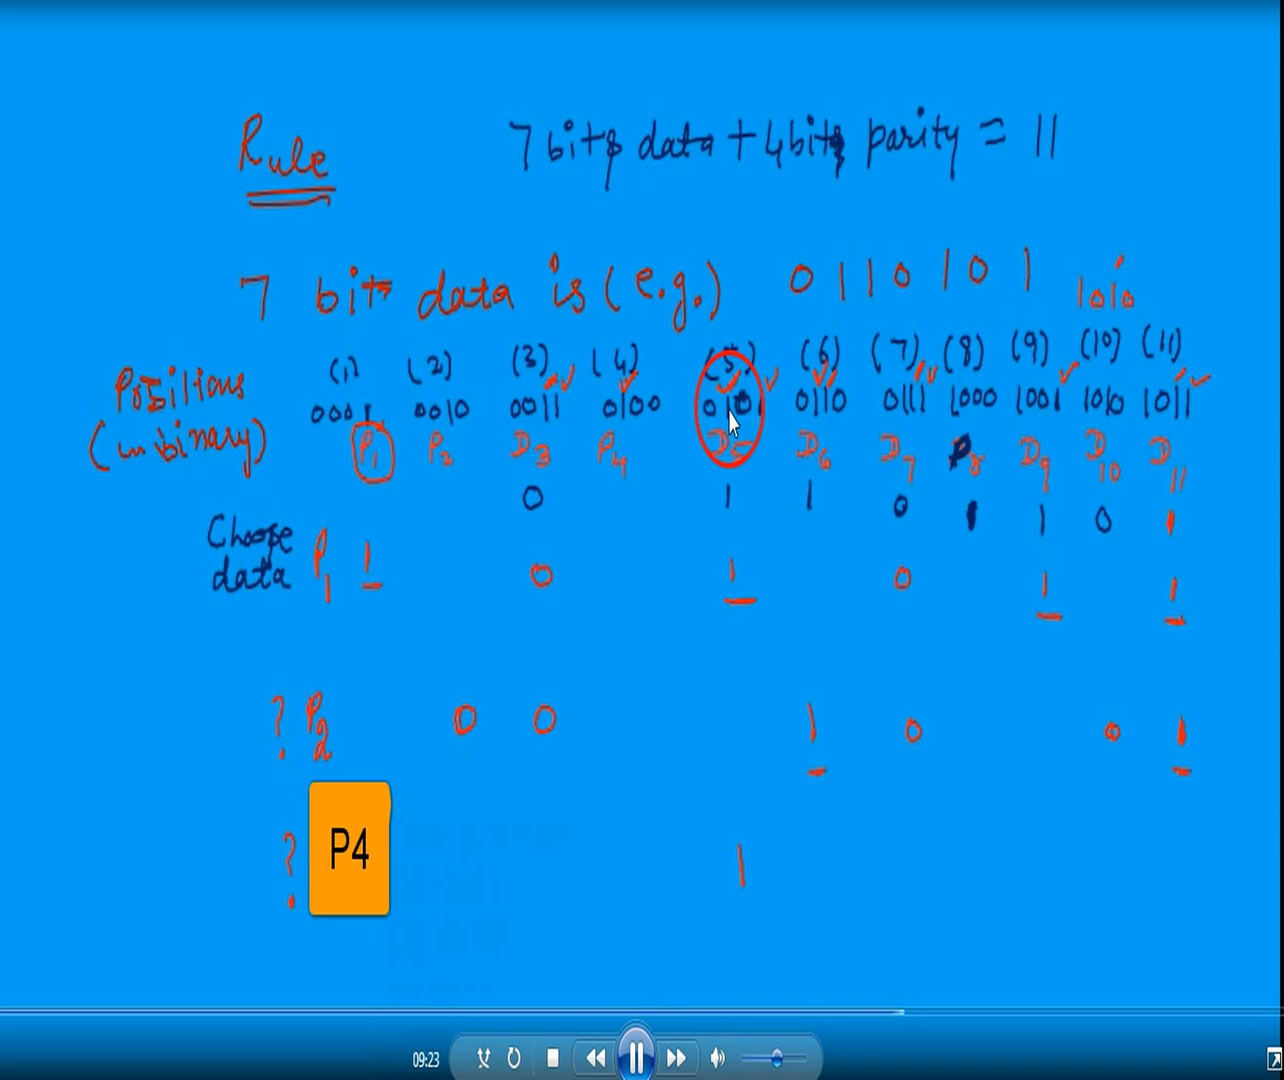 Rule 7 bits data + 4 bits parity = 11
7 bits data is (e.g.) 0 1 1 0 1 0 1 1010
(1) (2) (3) (4) (5) (6) (7) (8) (9) (10) (11)
Positions 0001 0010 0011 0100 0101 0110 0111 1000 1001 1010 1011
(in binary) P1 P2 D3 P4 D5 D6 D7 P8 D9 D10 D11
0 1 1 0 1 0 1
Choose
data P1 1 0 1 0 1 1
? P2 0 0 1 0 0 1
? P4 1
09:23